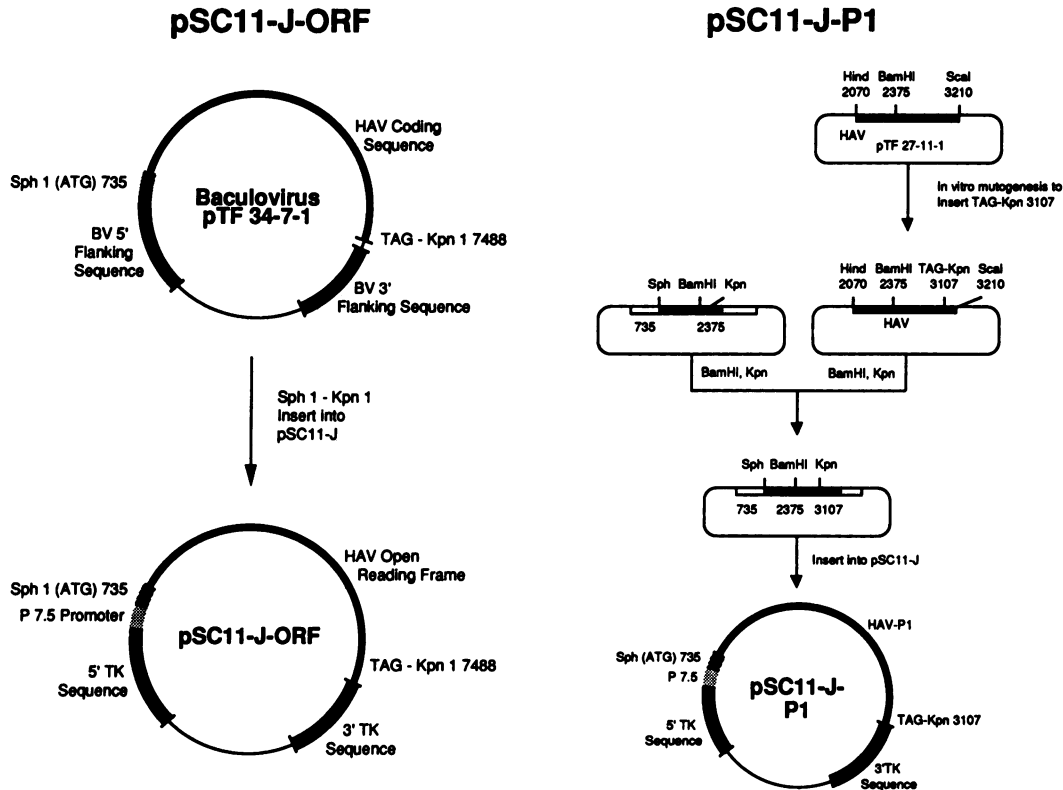 pSC11-J-ORF
HAV Coding
Sequence
Sph 1 (ATG) 735
Baculovirus
pTF 34-7-1
TAG - Kpn 1 7488
BV 5'
Flanking
Sequence
BV 3'
Flanking Sequence
Sph 1 - Kpn 1
Insert into
pSC11-J
HAV Open
Reading Frame
Sph 1 (ATG) 735
P 7.5 Promoter
pSC11-J-ORF
TAG - Kpn 1 7488
5' TK
Sequence
3' TK
Sequence
pSC11-J-P1
Hind BamHI Scal
2070 2375 3210
HAV
pTF 27-11-1
In vitro mutogenesis to
Insert TAG-Kpn 3107
Sph BamHI Kpn
735 2375
Hind BamHI TAG-Kpn Scal
2070 2375 3107 3210
HAV
BamHI, Kpn
BamHI, Kpn
Sph BamHI Kpn
735 2375 3107
Insert into pSC11-J
HAV-P1
Sph (ATG) 735
P 7.5
pSC11-J-
P1
TAG-Kpn 3107
5' TK
Sequence
3'TK
Sequence